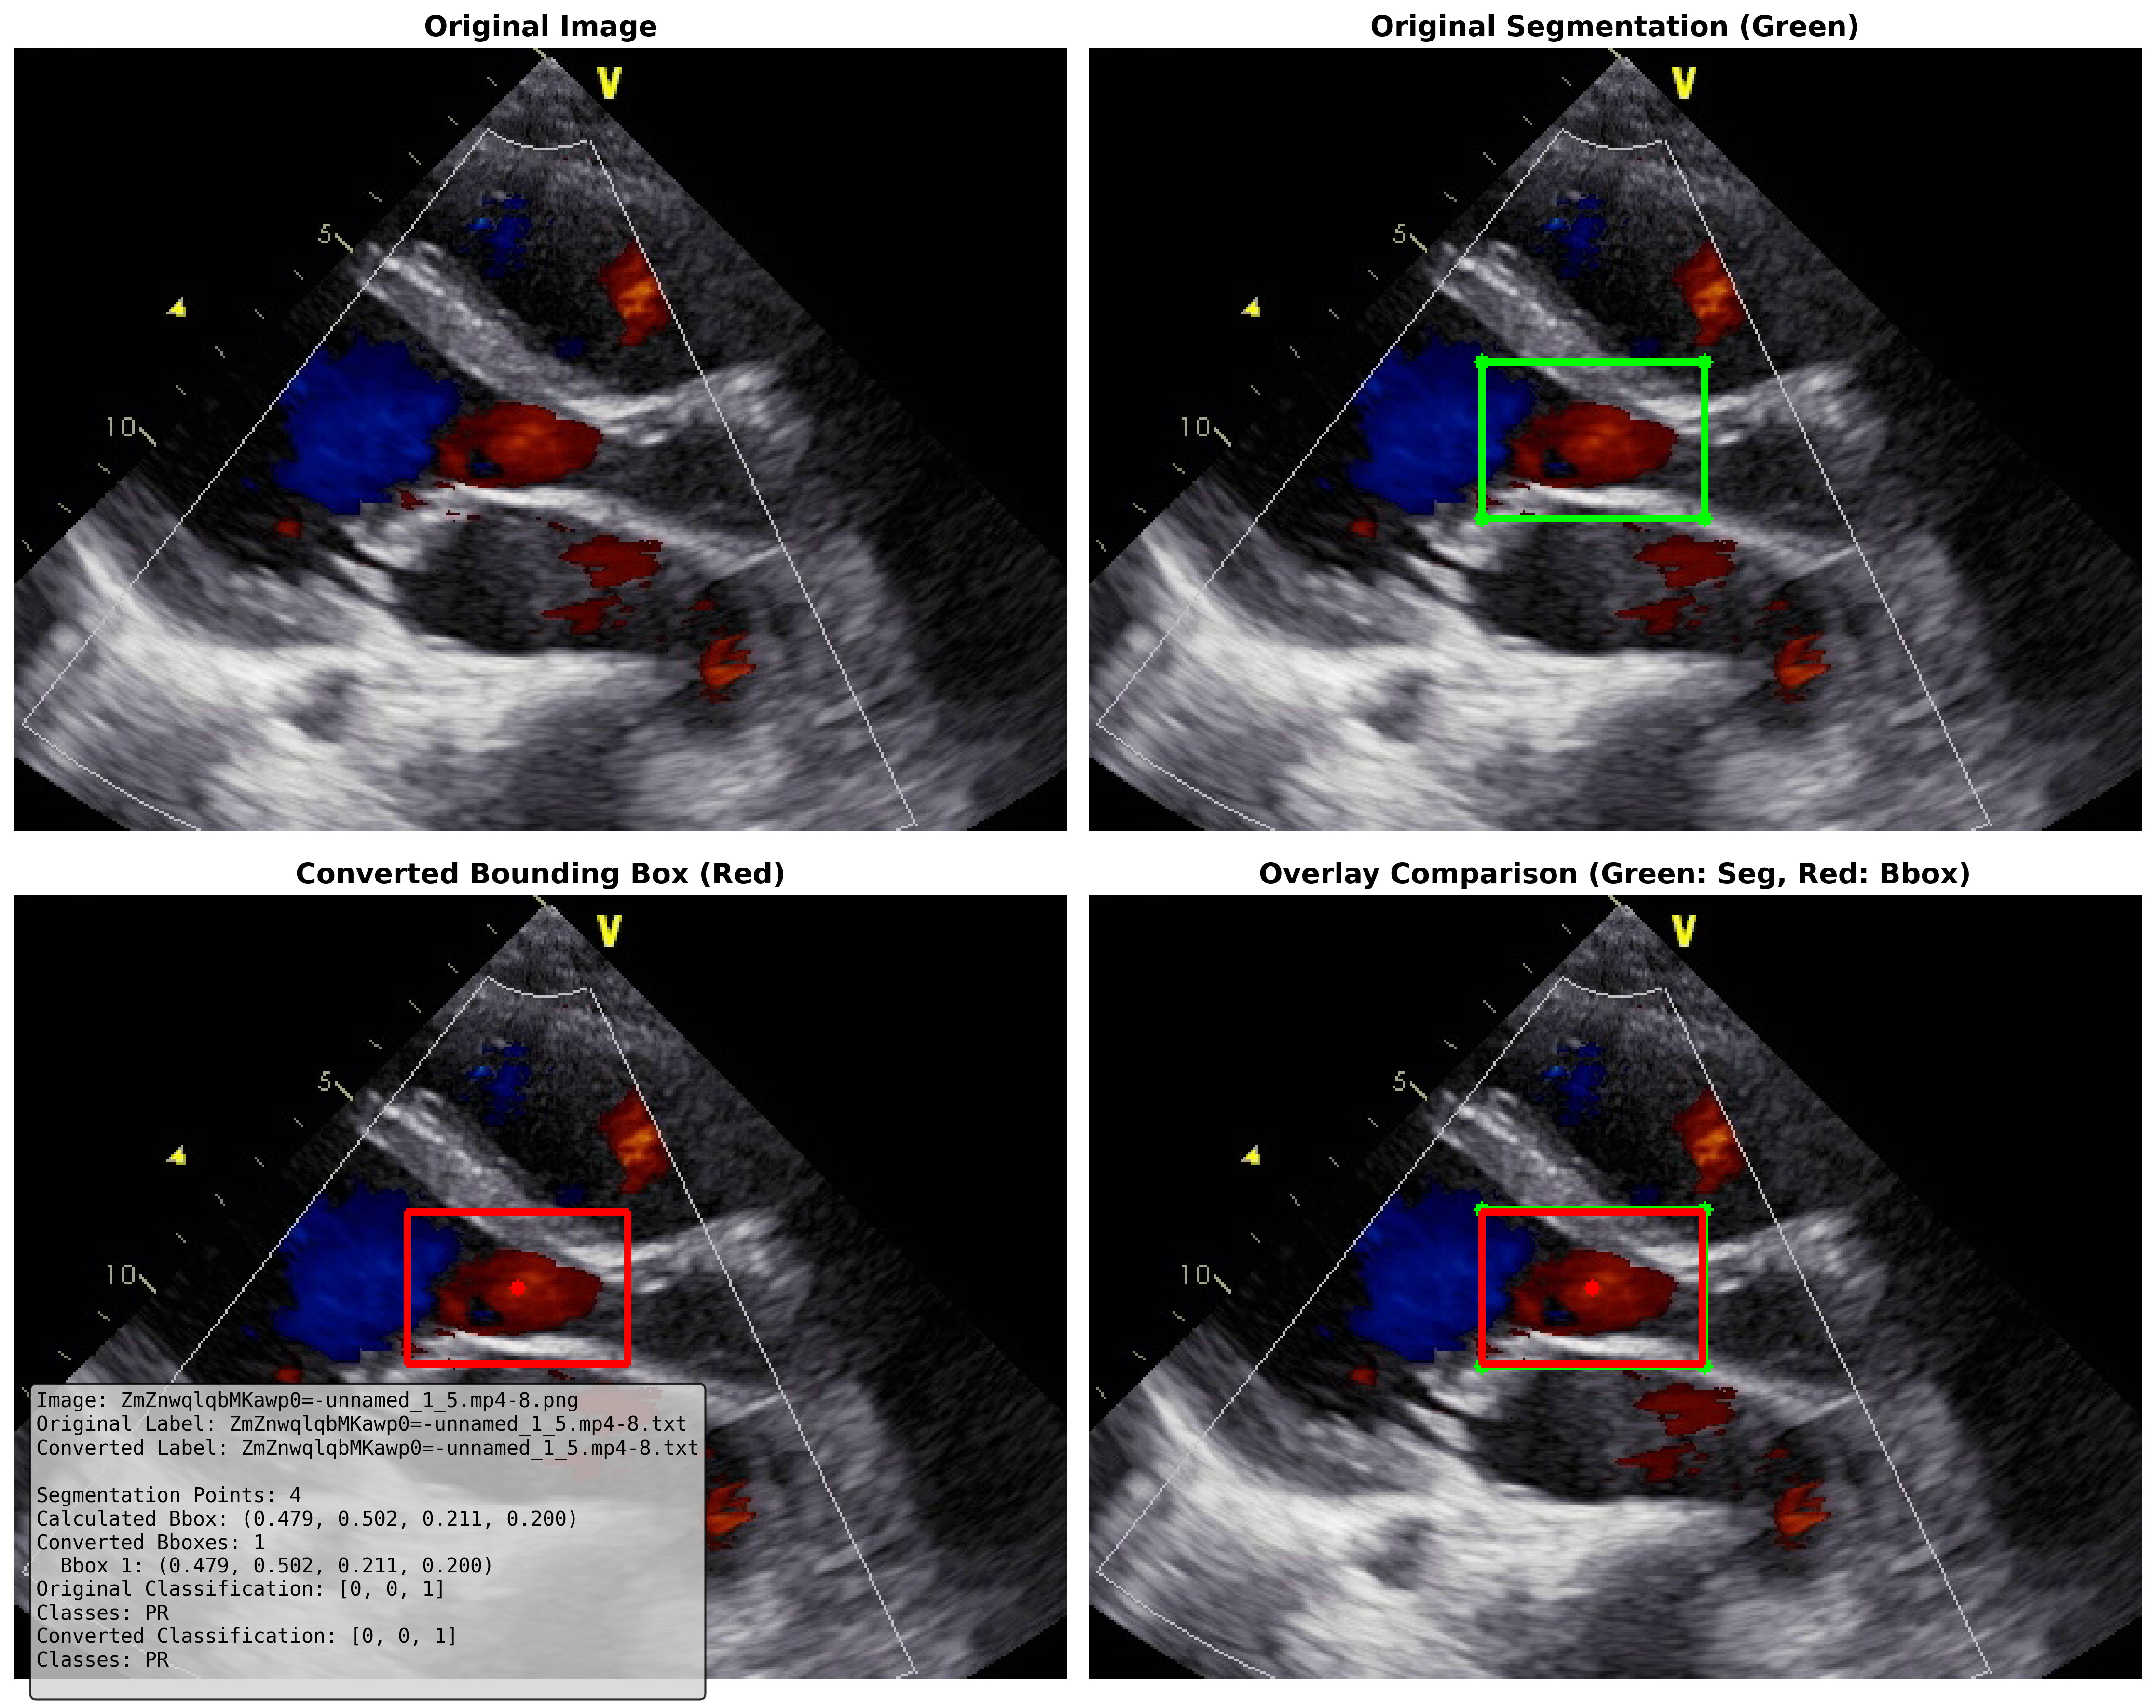 Original Image
Original Segmentation (Green)
V
5
10
V
5
10
Converted Bounding Box (Red)
Overlay Comparison (Green: Seg, Red: Bbox)
V
5
10
V
5
10
Image: ZmZnwqlqbMKawp0=-unnamed_1_5.mp4-8.png
Original Label: ZmZnwqlqbMKawp0=-unnamed_1_5.mp4-8.txt
Converted Label: ZmZnwqlqbMKawp0=-unnamed_1_5.mp4-8.txt
Segmentation Points: 4
Calculated Bbox: (0.479, 0.502, 0.211, 0.200)
Converted Bboxes: 1
Bbox 1: (0.479, 0.502, 0.211, 0.200)
Original Classification: [0, 0, 1]
Classes: PR
Converted Classification: [0, 0, 1]
Classes: PR